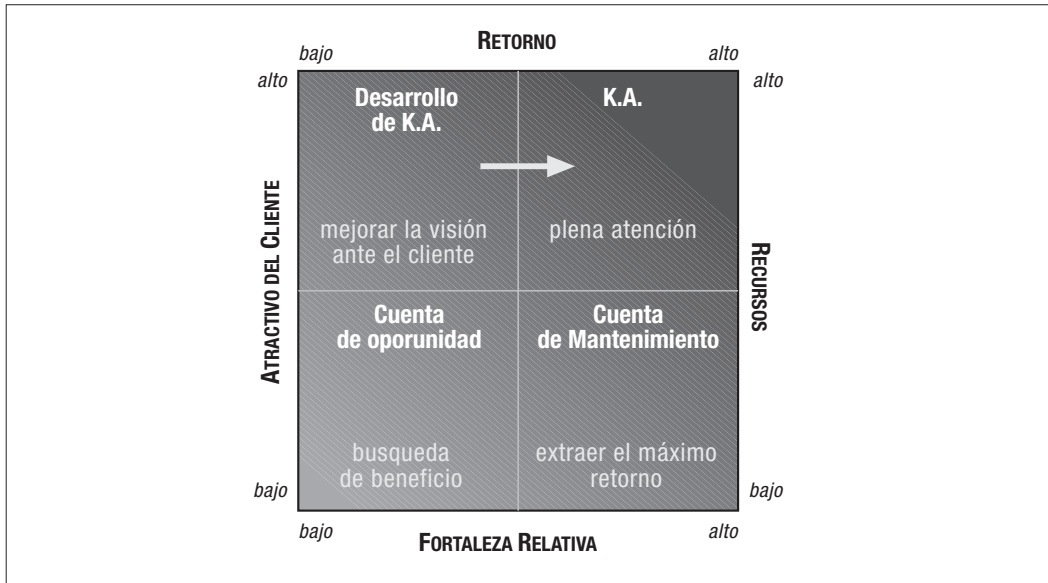 RETORNO
bajo
alto
alto
alto
Desarrollo
de K.A.
K.A.
mejorar la visión
ante el cliente
plena atención
ATRACTIVO DEL CLIENTE
RECURSOS
Cuenta
de oporunidad
Cuenta
de Mantenimiento
busqueda
de beneficio
extraer el máximo
retorno
bajo
bajo
bajo
alto
FORTALEZA RELATIVA